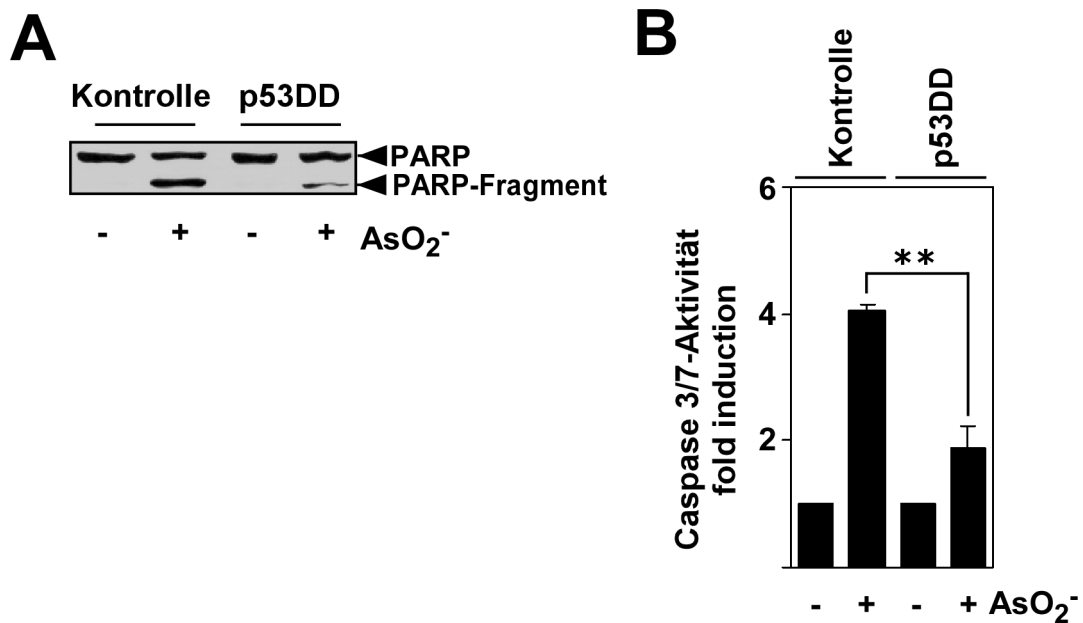 A
Kontrolle p53DD
PARP
PARP-Fragment
- + - + AsO₂⁻
B
Kontrolle
p53DD
Caspase 3/7-Aktivität
fold induction
6
4
2
**
- + - + AsO₂⁻